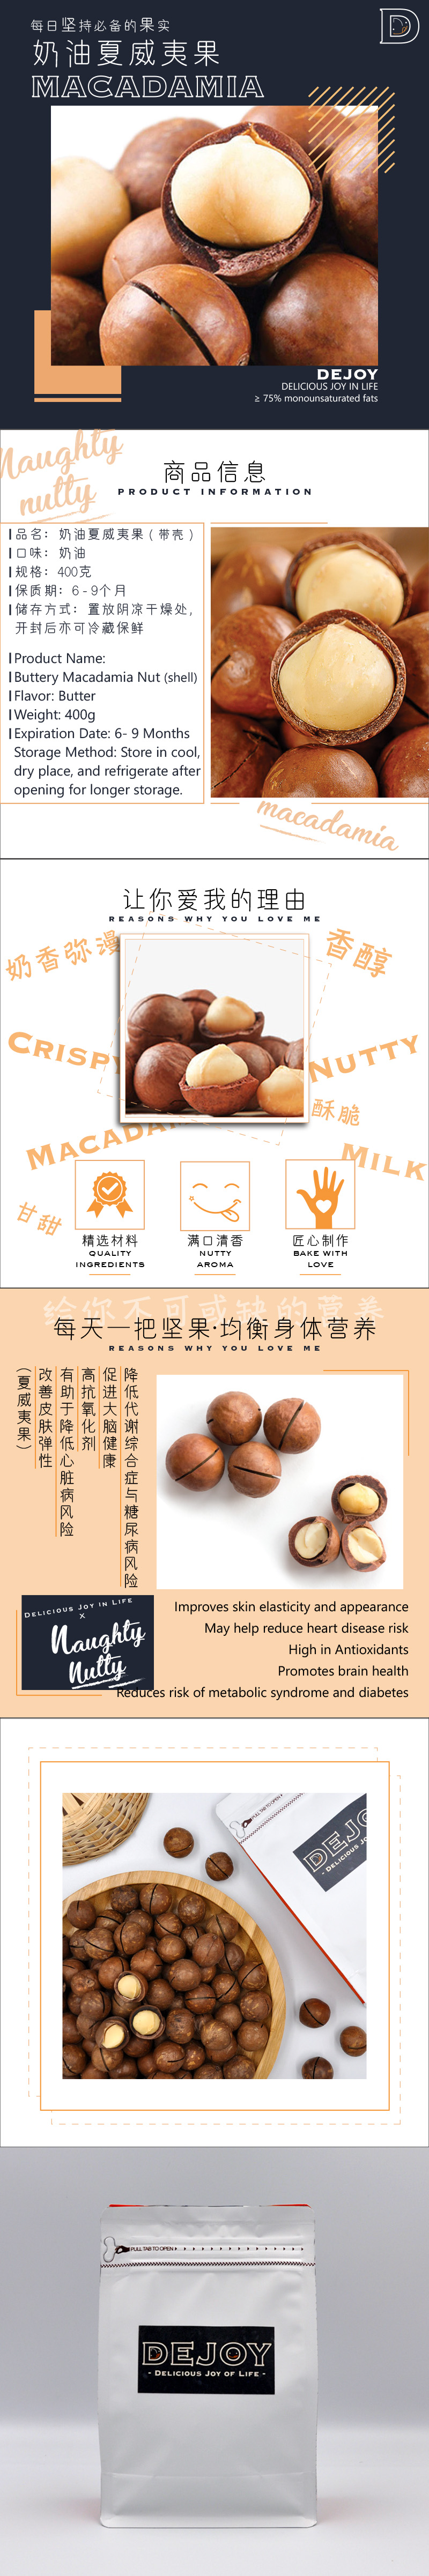 每日坚持必备的果实
奶油夏威夷果
MACADAMIA
D
DEJOY
DELICIOUS JOY IN LIFE
≥ 75% monounsaturated fats
Naughty
nutty
商品信息
PRODUCT INFORMATION
品名：奶油夏威夷果（带壳）
口味：奶油
规格：400克
保质期：6-9个月
储存方式：置放阴凉干燥处，
开封后亦可冷藏保鲜
Product Name:
Buttery Macadamia Nut (shell)
Flavor: Butter
Weight: 400g
Expiration Date: 6- 9 Months
Storage Method: Store in cool,
dry place, and refrigerate after
opening for longer storage.
macadamia
让你爱我的理由
REASONS WHY YOU LOVE ME
奶香弥漫
香醇
CRISPY
NUTTY
酥脆
MACADA
MILK
甘甜
精选材料
QUALITY
INGREDIENTS
满口清香
NUTTY
AROMA
匠心制作
BAKE WITH
LOVE
给你不可或缺的营养
每天一把坚果·均衡身体营养
REASONS WHY YOU LOVE ME
降低代谢综合症与糖尿病风险
促进大脑健康
高抗氧化剂
有助于降低心脏病风险
改善皮肤弹性
（夏威夷果）
DELICIOUS JOY IN LIFE
X
Naughty
Nutty
Improves skin elasticity and appearance
May help reduce heart disease risk
High in Antioxidants
Promotes brain health
Reduces risk of metabolic syndrome and diabetes
DEJO
- DELICIOUS JO
PULL TAB TO OPEN
DEJOY
- DELICIOUS JOY OF LIFE -